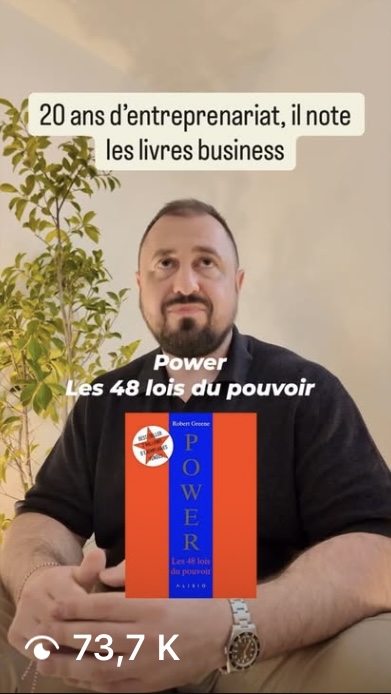 20 ans d'entreprenariat, il note
les livres business
Power
Les 48 lois du pouvoir
Robert Greene
POWER
Les 48 lois
du pouvoir
ALISIO
73,7 K